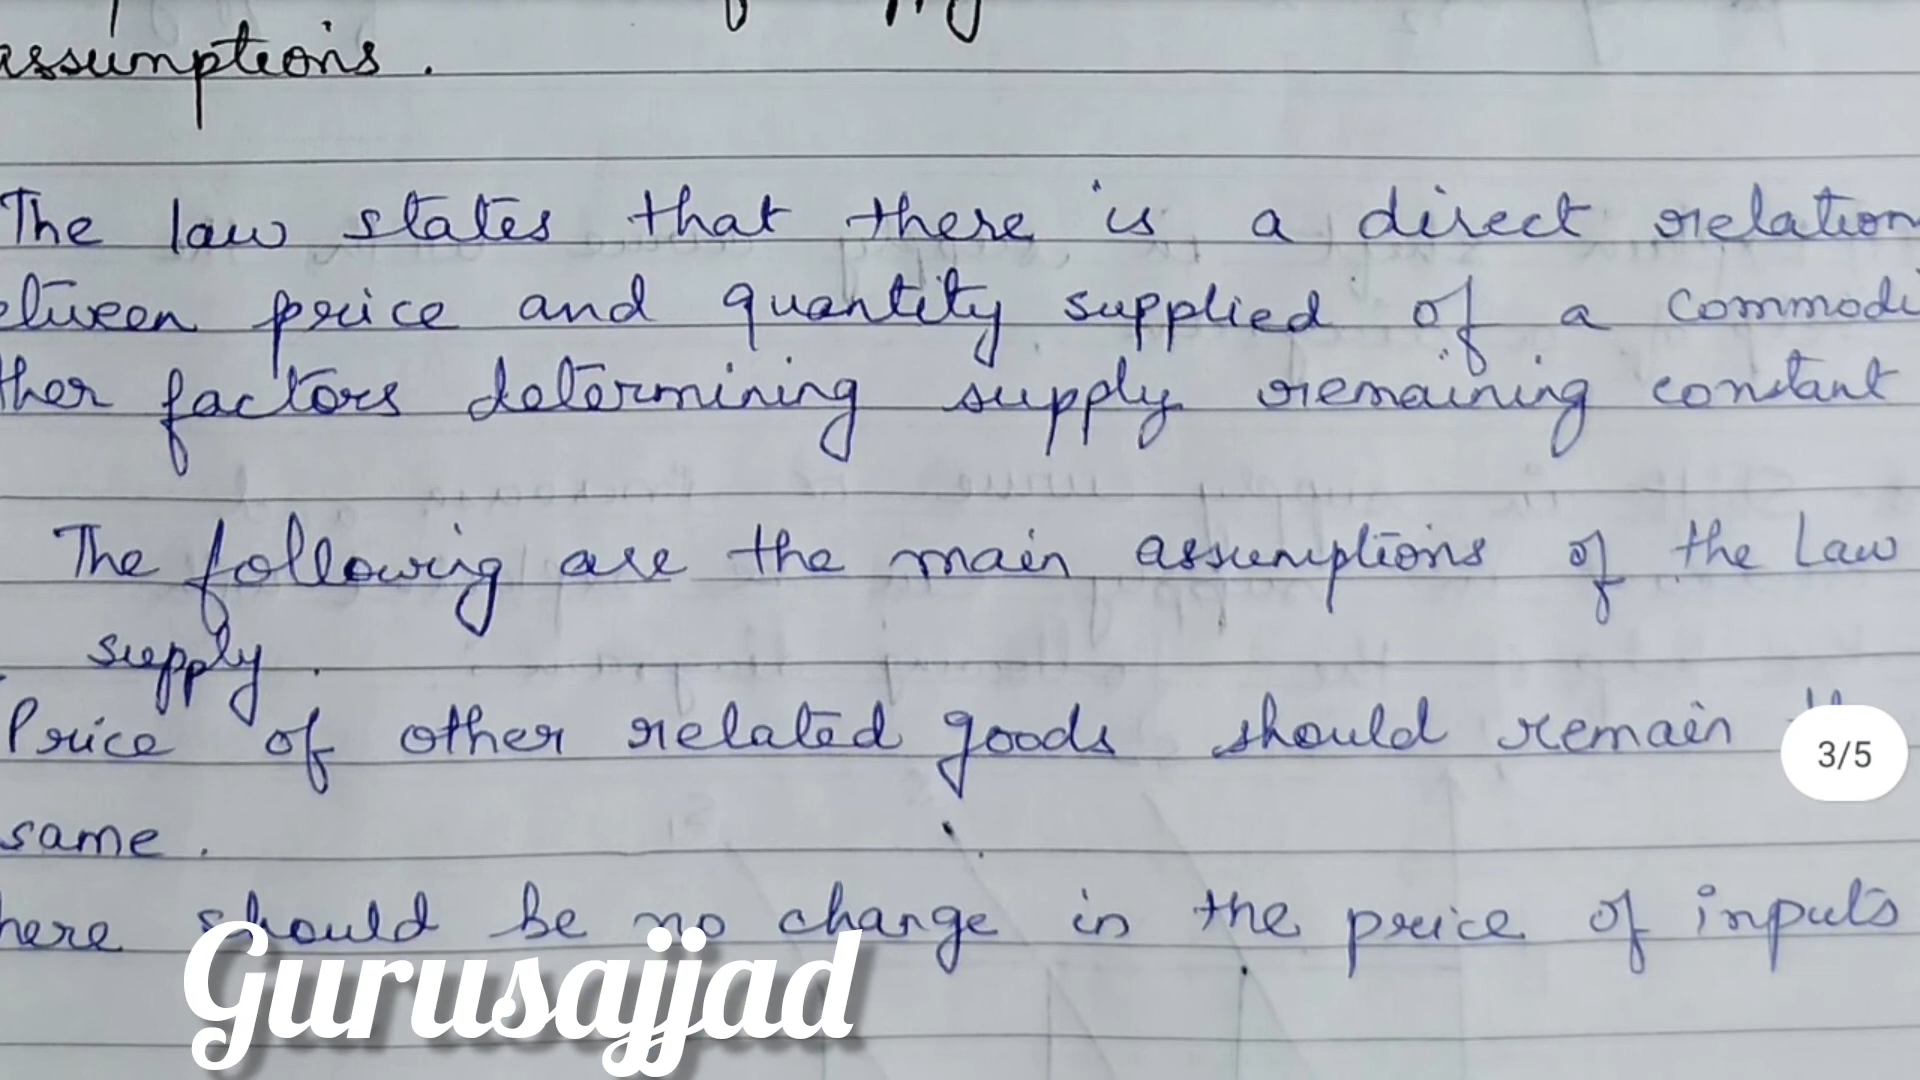 assumptions.
The law states that there is a direct relation
etween price and quantity supplied of a commodi
ther factors determining supply remaining constant
The following are the main assumptions of the Law
supply.
Price of other related goods should remain
3/5
same.
here should be no change in the price of inputs
Gurusajjad